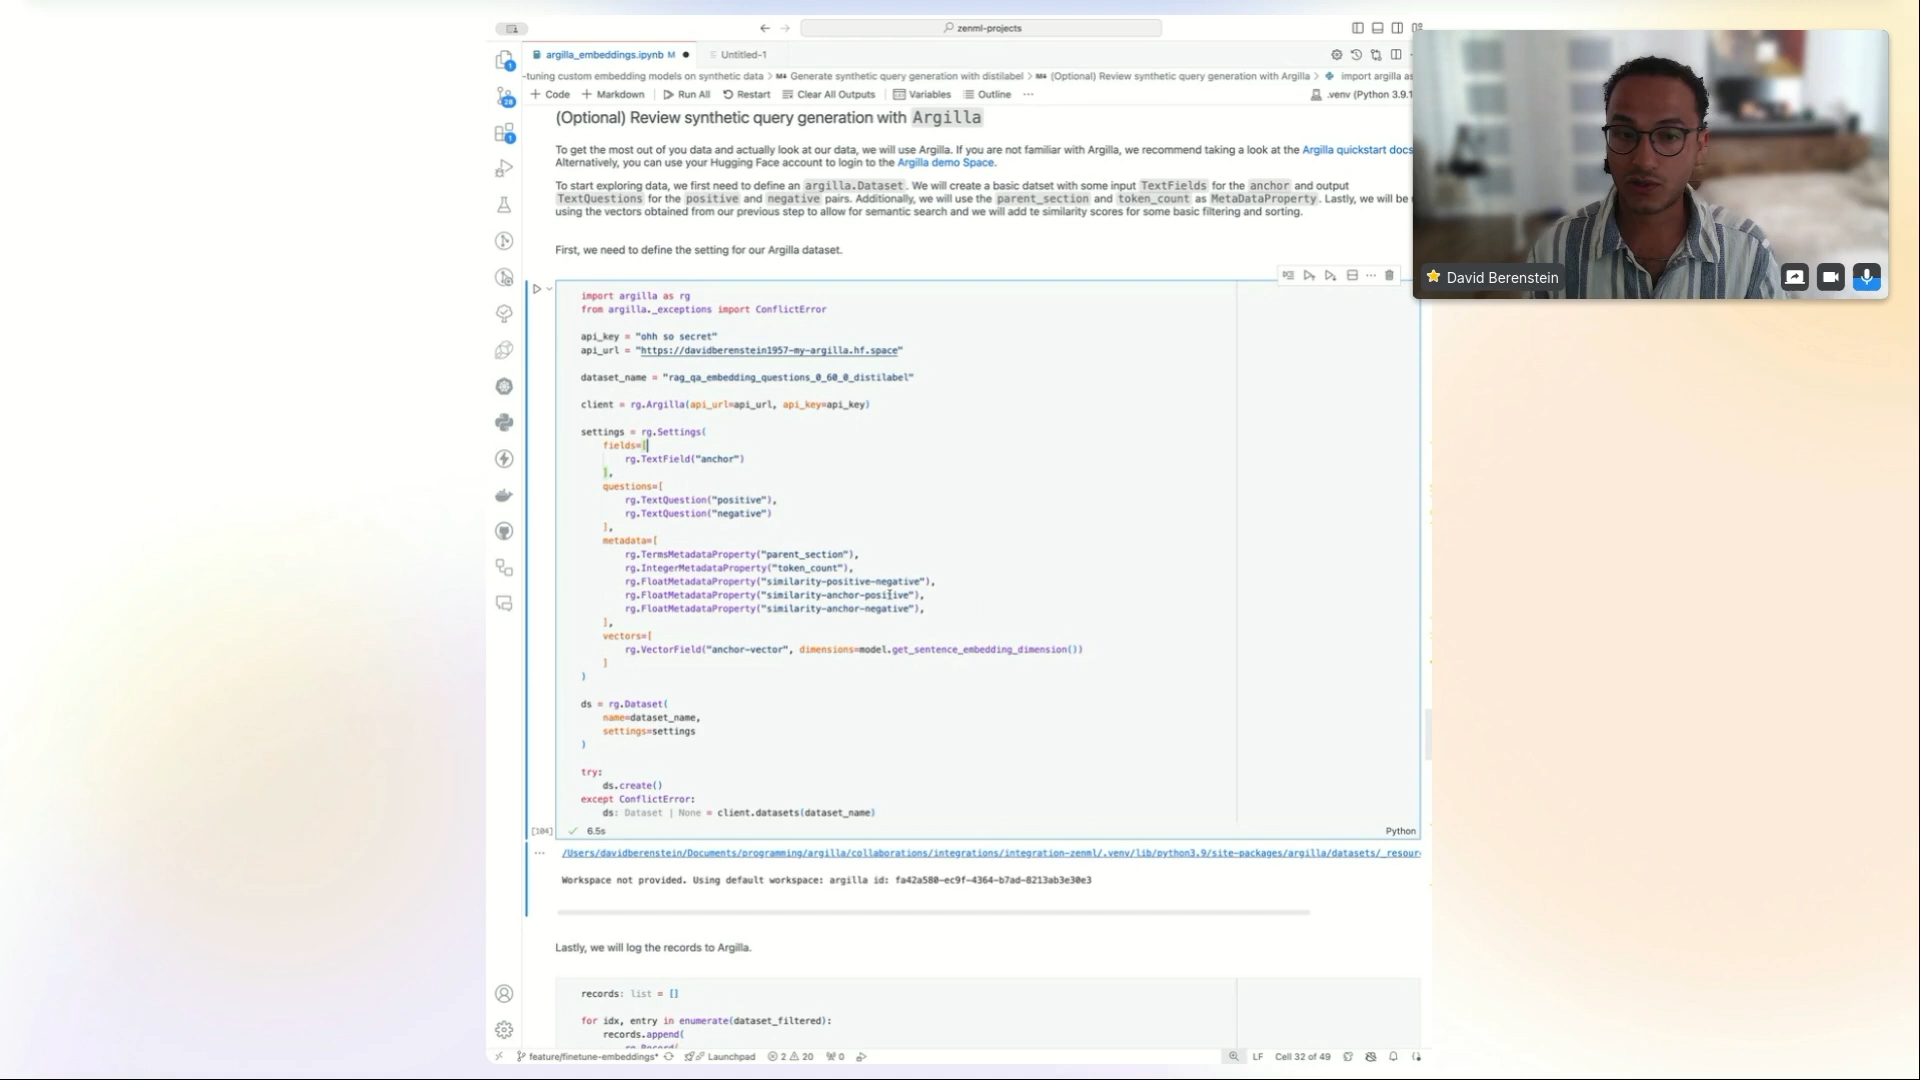 zenml-projects
argilla_embeddings.ipynb M
Untitled-1
-tuning custom embedding models on synthetic data > M↓ Generate synthetic query generation with distilabel > M↓ (Optional) Review synthetic query generation with Argilla > import argilla as
+ Code + Markdown Run All Restart Clear All Outputs Variables Outline ···
.venv (Python 3.9.1
(Optional) Review synthetic query generation with Argilla
To get the most out of you data and actually look at our data, we will use Argilla. If you are not familiar with Argilla, we recommend taking a look at the Argilla quickstart docs
Alternatively, you can use your Hugging Face account to login to the Argilla demo Space.
To start exploring data, we first need to define an argilla.Dataset. We will create a basic datset with some input TextFields for the anchor and output
TextQuestions for the positive and negative pairs. Additionally, we will use the parent_section and token_count as MetaDataProperty. Lastly, we will be
using the vectors obtained from our previous step to allow for semantic search and we will add te similarity scores for some basic filtering and sorting.
First, we need to define the setting for our Argilla dataset.
import argilla as rg
from argilla._exceptions import ConflictError
api_key = "ohh so secret"
api_url = "https://davidberenstein1957-my-argilla.hf.space"
dataset_name = "rag_qa_embedding_questions_0_60_0_distilabel"
client = rg.Argilla(api_url=api_url, api_key=api_key)
settings = rg.Settings(
fields=[
rg.TextField("anchor")
],
questions=[
rg.TextQuestion("positive"),
rg.TextQuestion("negative")
],
metadata=[
rg.TermsMetadataProperty("parent_section"),
rg.IntegerMetadataProperty("token_count"),
rg.FloatMetadataProperty("similarity-positive-negative"),
rg.FloatMetadataProperty("similarity-anchor-positive"),
rg.FloatMetadataProperty("similarity-anchor-negative"),
],
vectors=[
rg.VectorField("anchor-vector", dimensions=model.get_sentence_embedding_dimension())
]
)
ds = rg.Dataset(
name=dataset_name,
settings=settings
)
try:
ds.create()
except ConflictError:
ds: Dataset | None = client.datasets(dataset_name)
[104] ✓ 6.5s Python
/Users/davidberenstein/Documents/programming/argilla/collaborations/integrations/integration-zenml/.venv/lib/python3.9/site-packages/argilla/datasets/_resour
Workspace not provided. Using default workspace: argilla id: fa42a580-ec9f-4364-b7ad-8213ab3e30e3
Lastly, we will log the records to Argilla.
records: list = []
for idx, entry in enumerate(dataset_filtered):
records.append(
rg.Record(
feature/finetune-embeddings* Launchpad 2 20 0 LF Cell 32 of 49
David Berenstein